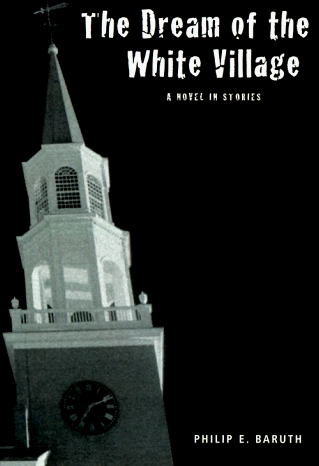 The Dream of the
White Village
A NOVEL IN STORIES
PHILIP E. BARUTH